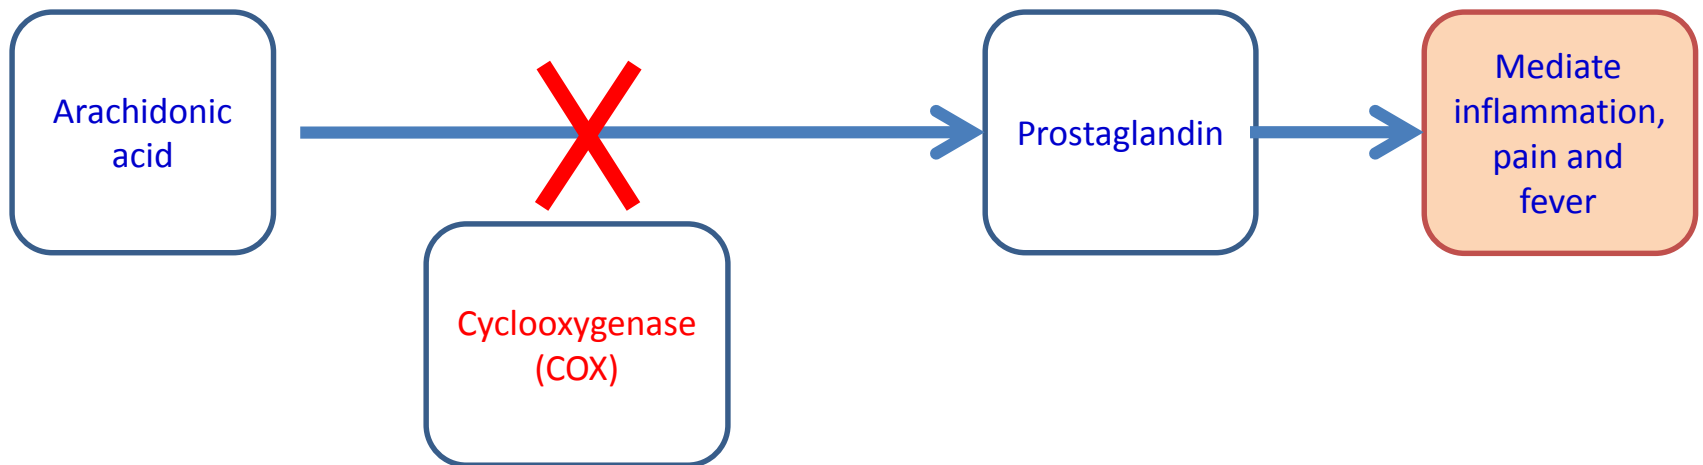 Arachidonic
acid
Cyclooxygenase
(COX)
Prostaglandin
Mediate
inflammation,
pain and
fever